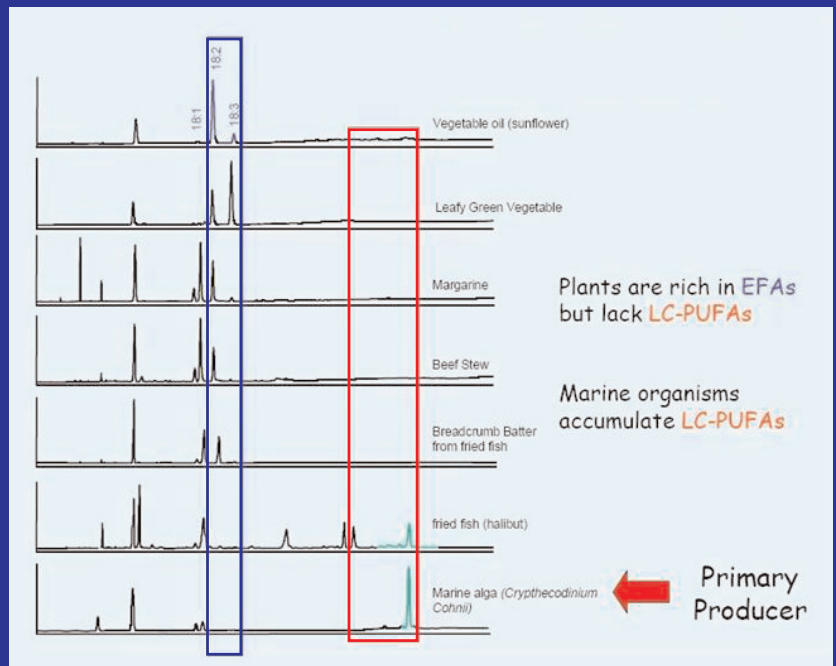 18:1
18:2
18:3
Vegetable oil (sunflower)
Leafy Green Vegetable
Margarine
Plants are rich in EFAs
but lack LC-PUFAs
Beef Stew
Marine organisms
accumulate LC-PUFAs
Breadcrumb Batter
from fried fish
fried fish (halibut)
Marine alga (Crypthecodinium
Cohnii)
Primary
Producer